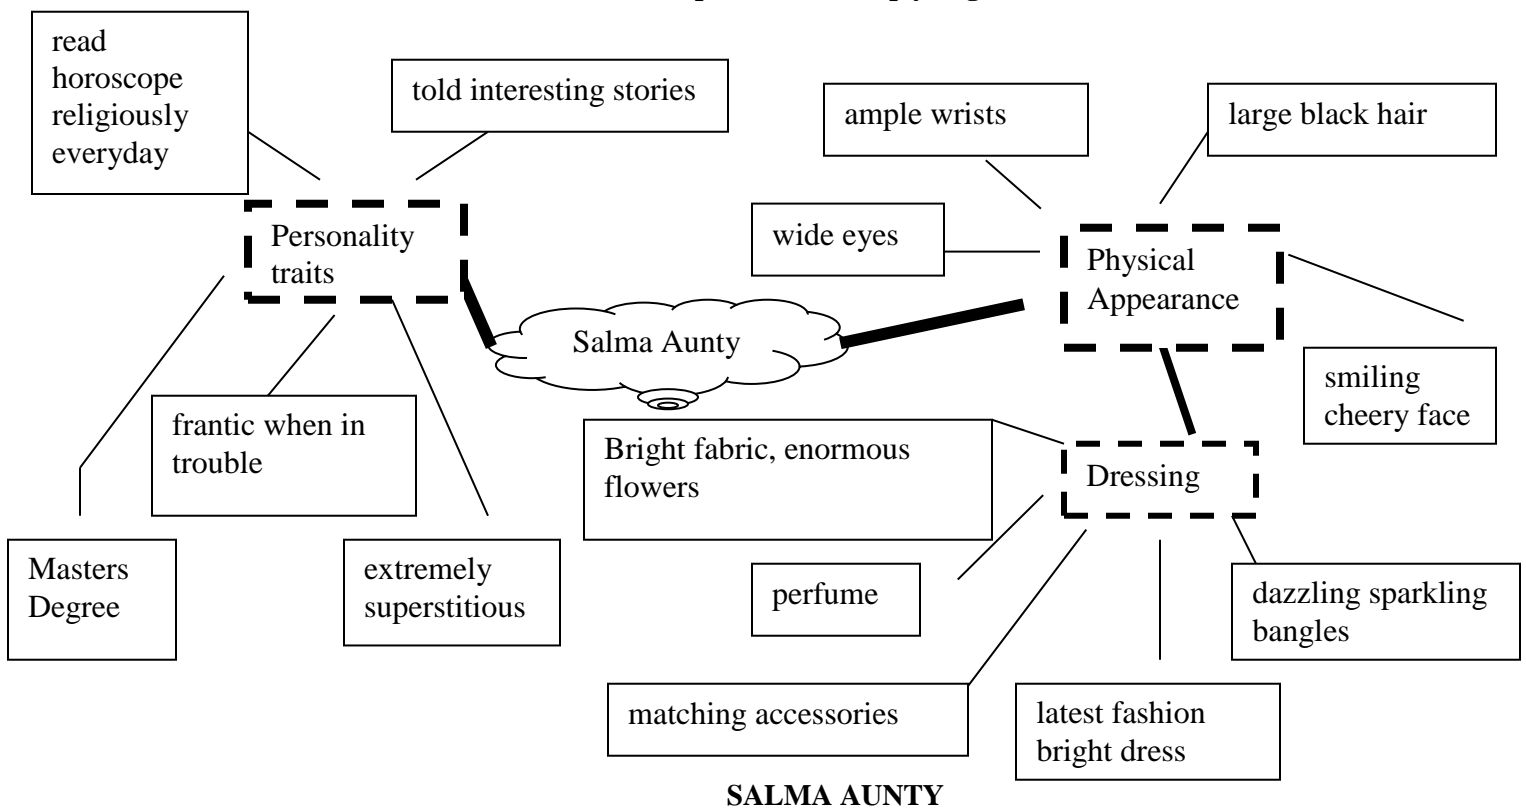 read
horoscope
religiously
everyday
told interesting stories
ample wrists
large black hair
Personality
traits
wide eyes
Physical
Appearance
Salma Aunty
smiling
cheery face
frantic when in
trouble
Bright fabric, enormous
flowers
Dressing
Masters
Degree
extremely
superstitious
perfume
dazzling sparkling
bangles
matching accessories
latest fashion
bright dress
SALMA AUNTY